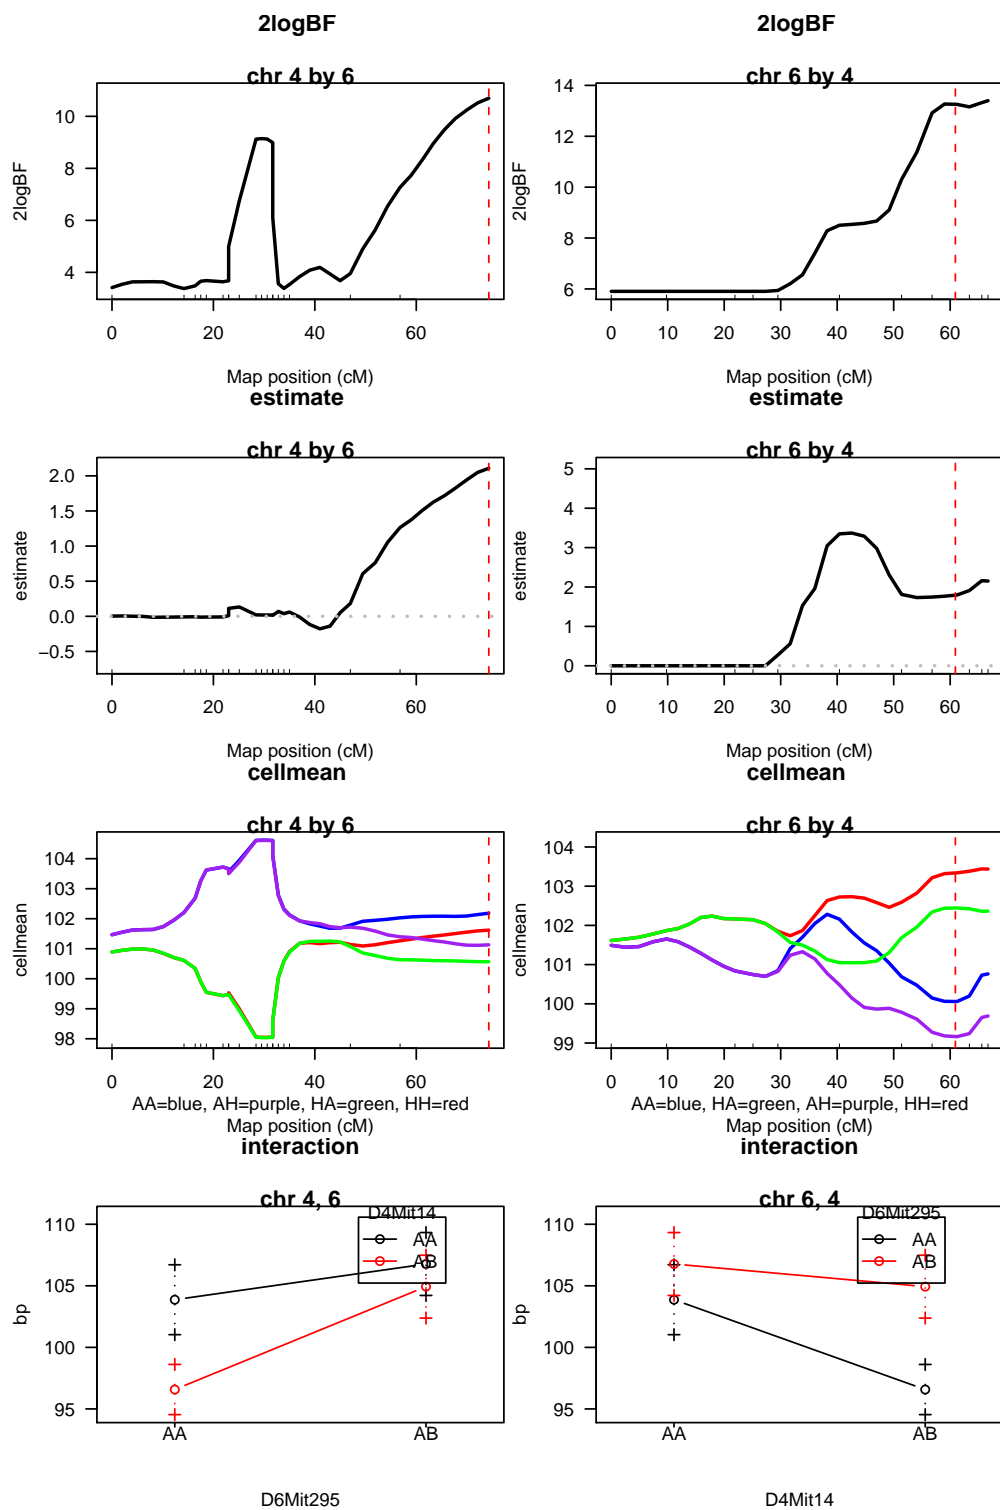 2logBF
chr 4 by 6
2logBF
4
6
8
10
0
20
40
60
Map position (cM)
2logBF
chr 6 by 4
2logBF
6
8
10
12
14
0
10
20
30
40
50
60
Map position (cM)
estimate
chr 4 by 6
estimate
−0.5
0.0
0.5
1.0
1.5
2.0
0
20
40
60
Map position (cM)
estimate
chr 6 by 4
estimate
0
1
2
3
4
5
0
10
20
30
40
50
60
Map position (cM)
cellmean
chr 4 by 6
cellmean
98
99
100
101
102
103
104
0
20
40
60
AA=blue, AH=purple, HA=green, HH=red
Map position (cM)
cellmean
chr 6 by 4
cellmean
99
100
101
102
103
104
0
10
20
30
40
50
60
AA=blue, HA=green, AH=purple, HH=red
Map position (cM)
interaction
chr 4, 6
bp
95
100
105
110
D4Mit14
AA
AB
AA
AB
D6Mit295
interaction
chr 6, 4
bp
95
100
105
110
D6Mit295
AA
AB
AA
AB
D4Mit14